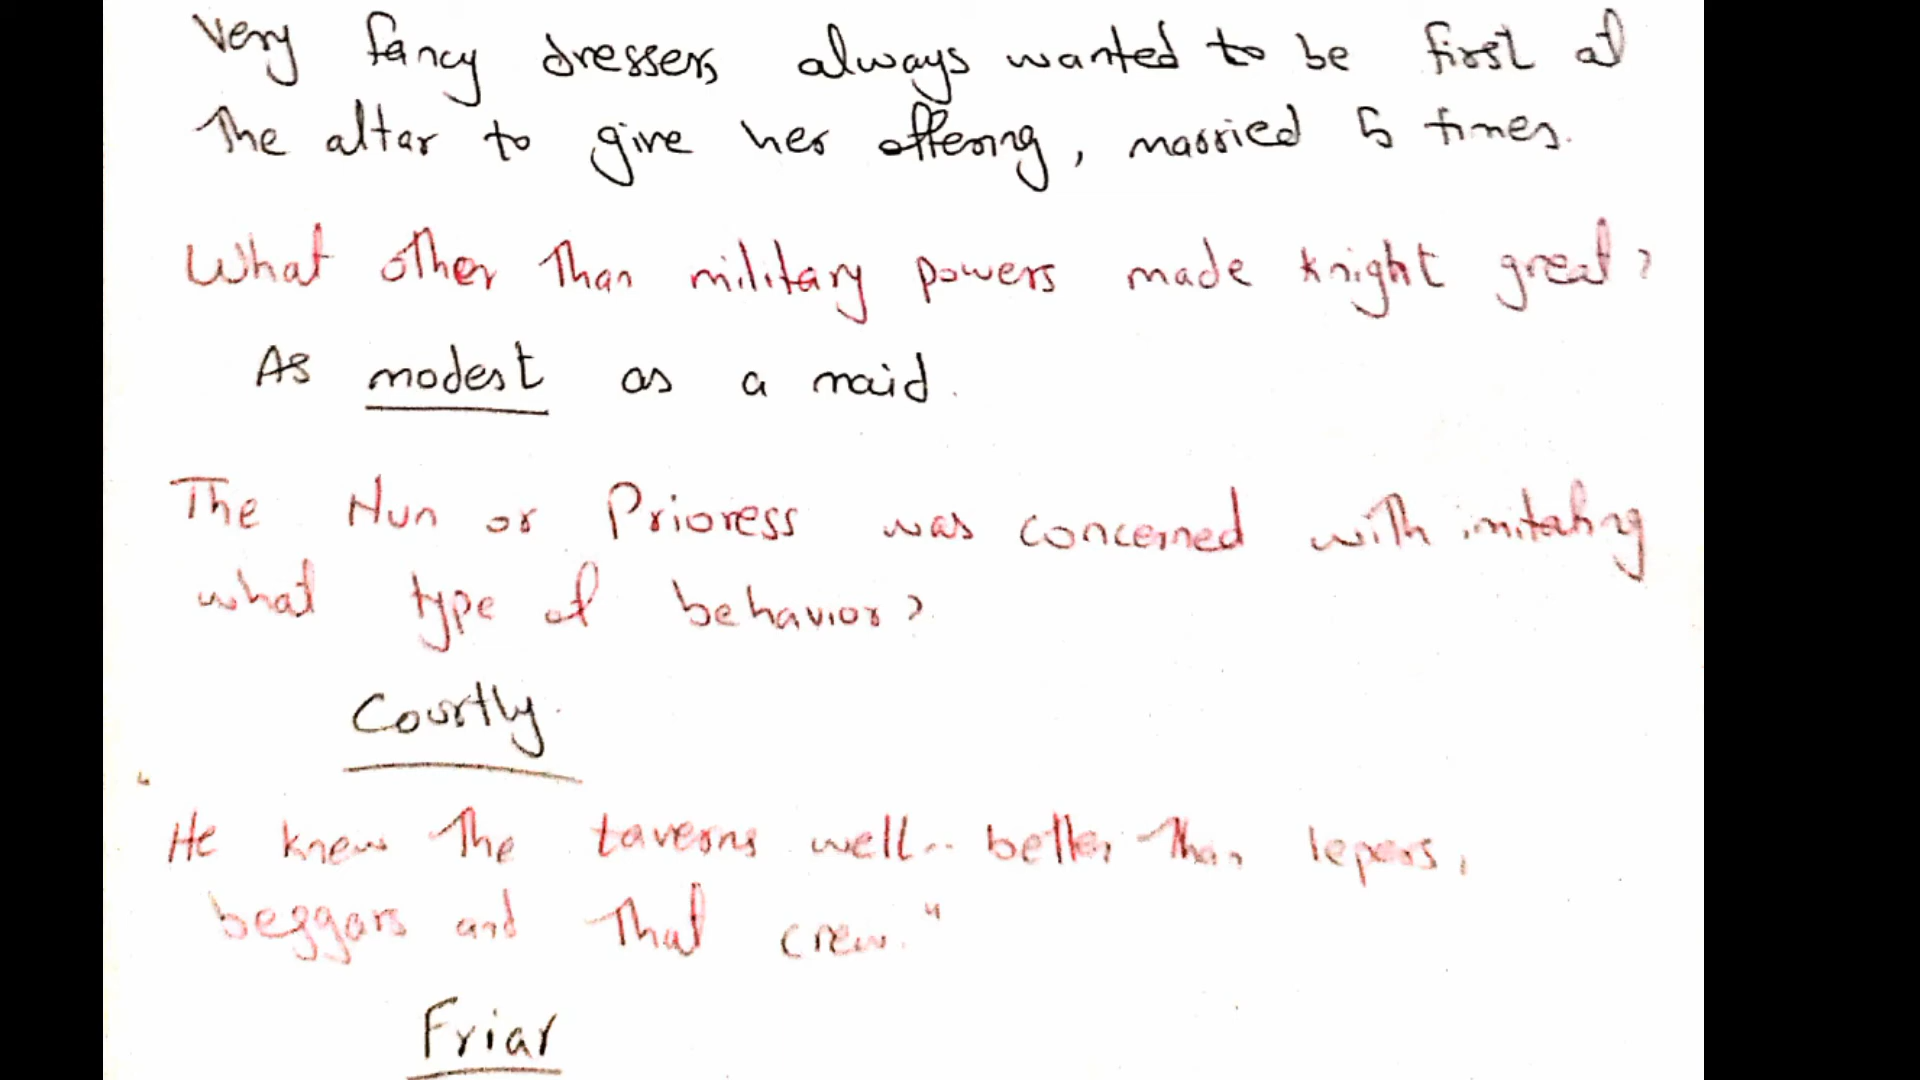 Very fancy dresser, always wanted to be first at
the altar to give her offering, married 5 times.
What other than military powers made knight great?
As modest as a maid.
The Nun or Prioress was concerned with imitating
what type of behavior?
Courtly.
"He knew the taverns well.. better than lepers,
beggars and that crew."
Friar